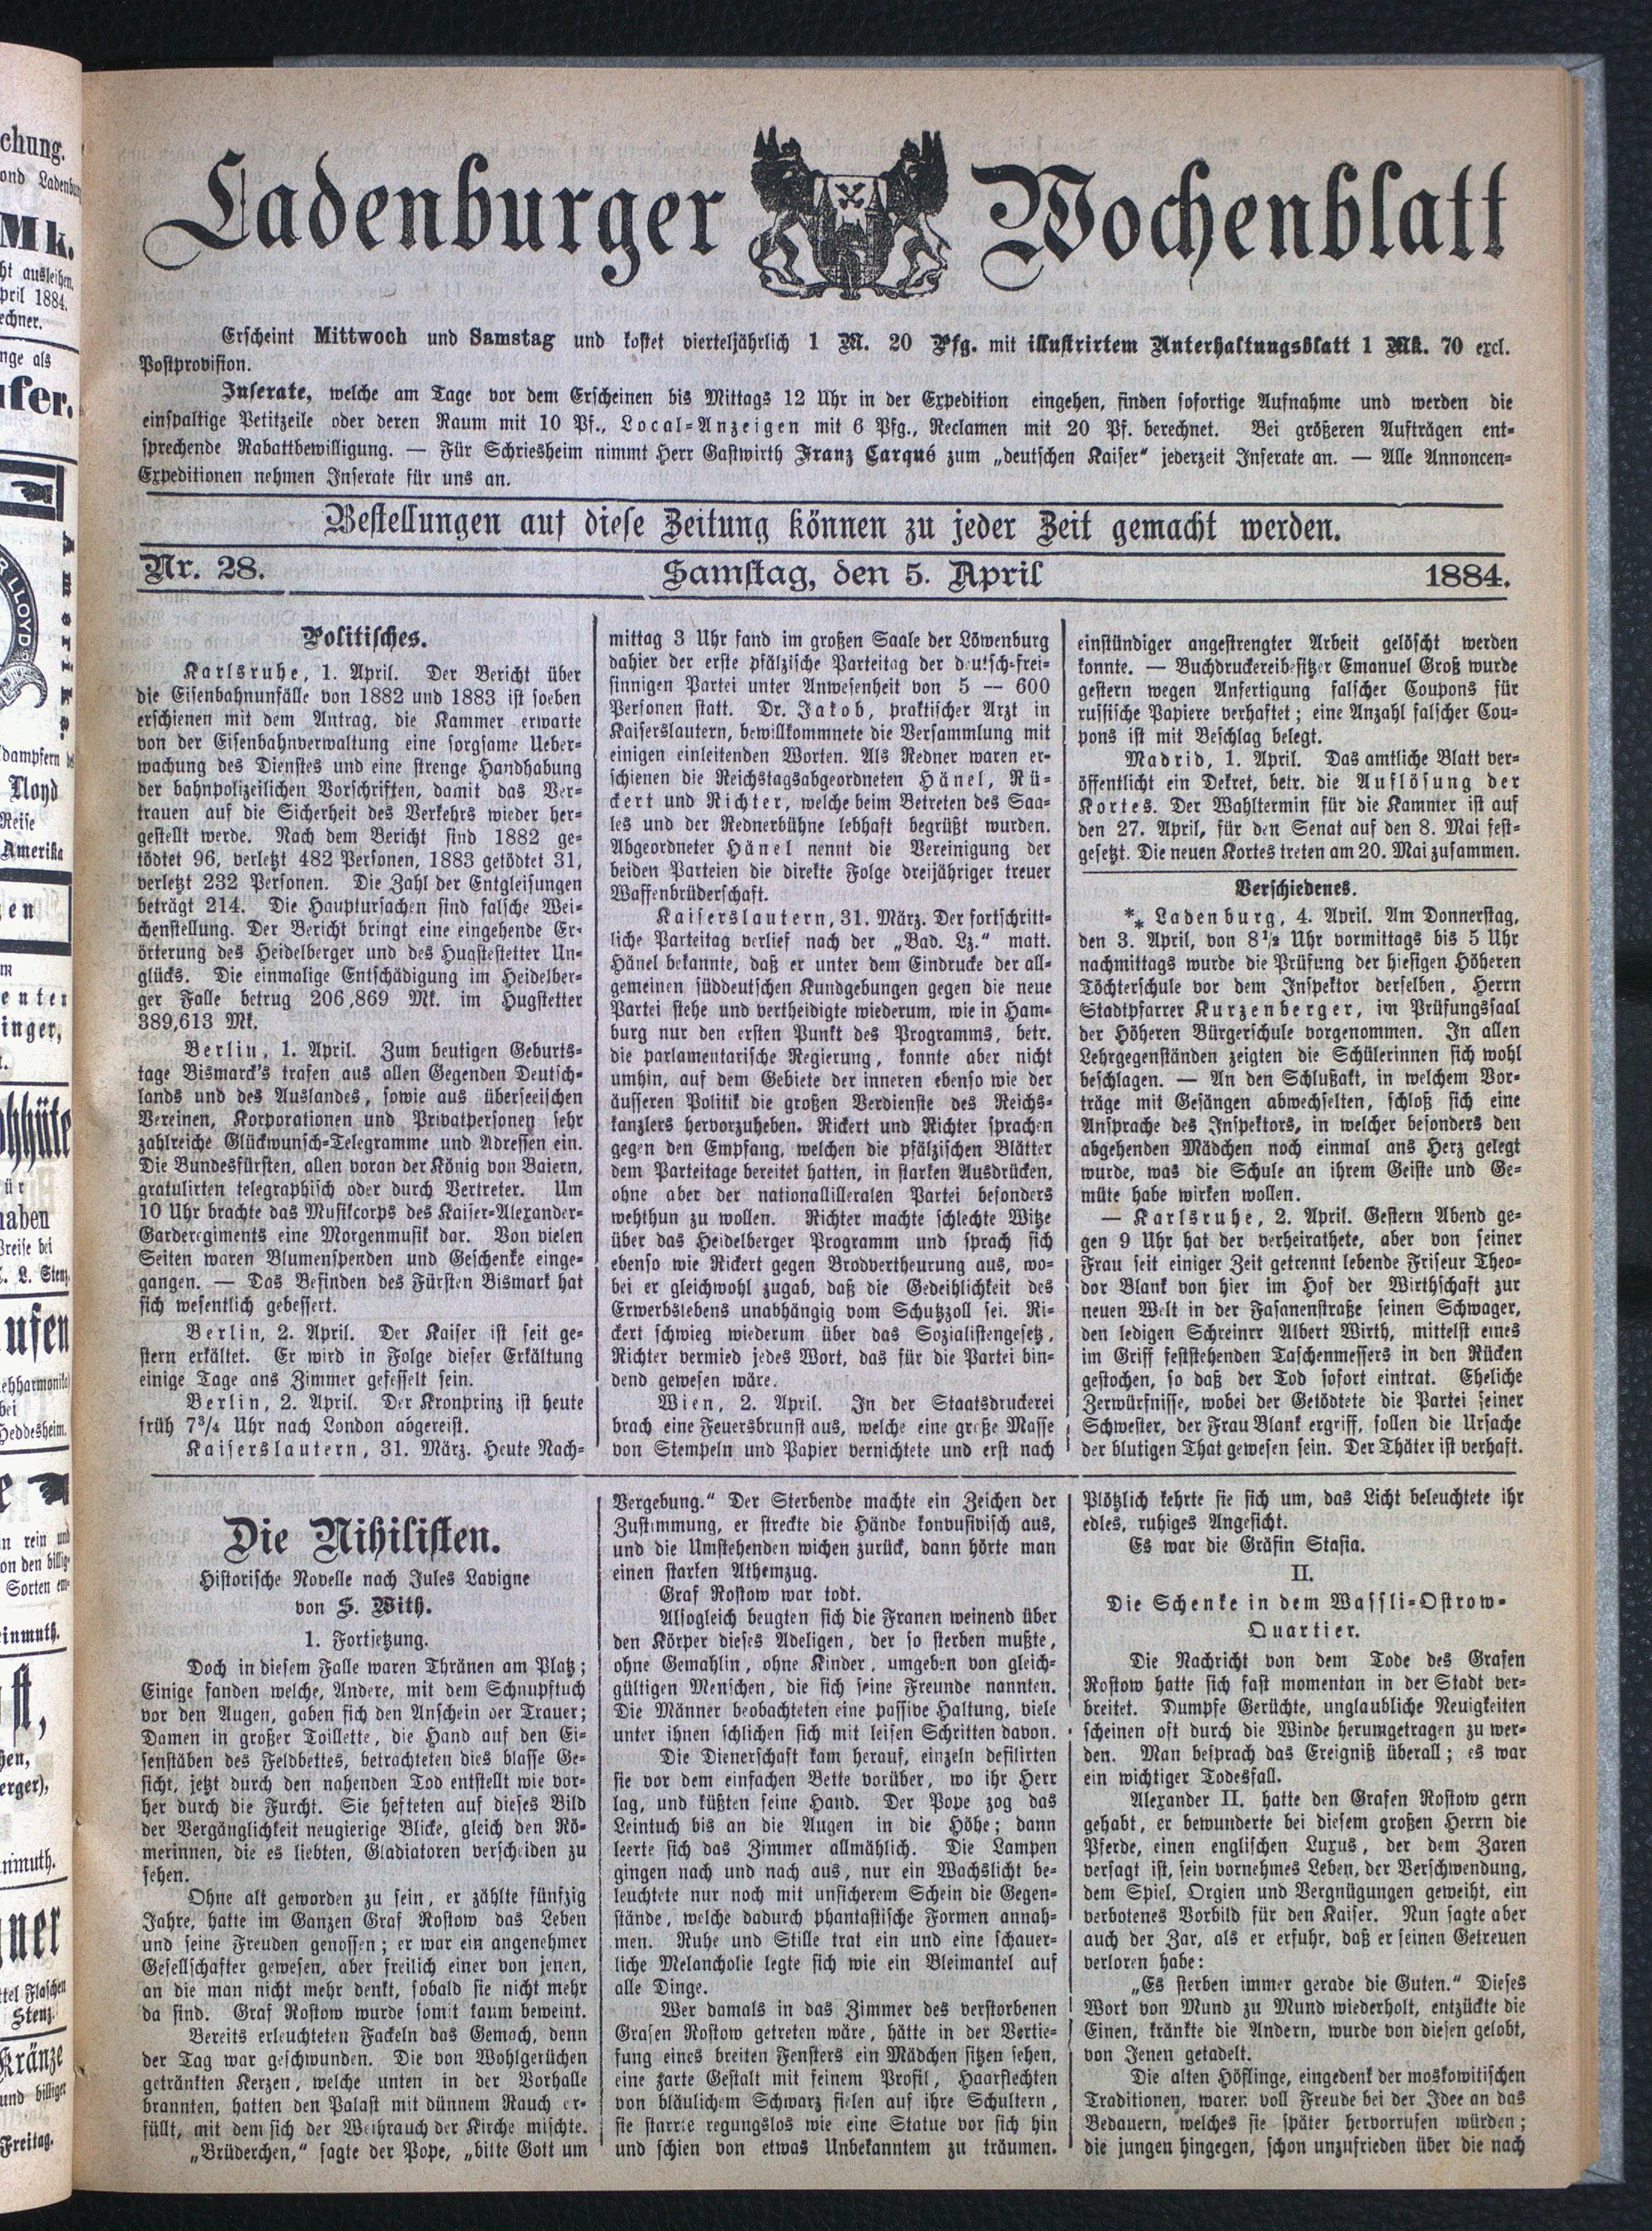 Ladenburger Wochenblatt
Erscheint Mittwoch und Samstag und kostet vierteljährlich 1 M. 20 Pfg. mit illustrirtem Unterhaltungsblatt 1 Mk. 70 excl.
Postprovision.
Inserate, welche am Tage vor dem Erscheinen bis Mittags 12 Uhr in der Expedition eingehen, finden sofortige Aufnahme und werden die
einspaltige Petitzeile oder deren Raum mit 10 Pf., Local-Anzeigen mit 6 Pfg., Reclamen mit 20 Pf. berechnet. Bei größeren Aufträgen ent-
sprechende Rabattbewilligung. — Für Schriesheim nimmt Herr Gastwirth Franz Carqué zum „deutschen Kaiser“ jederzeit Inserate an. — Alle Annoncen-
Expeditionen nehmen Inserate für uns an.
Bestellungen auf diese Zeitung können zu jeder Zeit gemacht werden.
Nr. 28. Samstag, den 5. April 1884.
Politisches.
Karlsruhe, 1. April. Der Bericht über
die Eisenbahnunfälle von 1882 und 1883 ist soeben
erschienen mit dem Antrag, die Kammer erwarte
von der Eisenbahnverwaltung eine sorgsame Ueber-
wachung des Dienstes und eine strenge Handhabung
der bahnpolizeilichen Vorschriften, damit das Ver-
trauen auf die Sicherheit des Verkehrs wieder her-
gestellt werde. Nach dem Bericht sind 1882 ge-
tödtet 96, verletzt 482 Personen, 1883 getödtet 31,
verletzt 232 Personen. Die Zahl der Entgleisungen
beträgt 214. Die Hauptursachen sind falsche Wei-
chenstellung. Der Bericht bringt eine eingehende Er-
örterung des Heidelberger und des Hugstestetter Un-
glücks. Die einmalige Entschädigung im Heidelber-
ger Falle betrug 206,869 Mk. im Hugstetter
389,613 Mk.
Berlin, 1. April. Zum heutigen Geburts-
tage Bismarck's trafen aus allen Gegenden Deutsch-
lands und des Auslandes, sowie aus überseeischen
Vereinen, Korporationen und Privatpersonen sehr
zahlreiche Glückwunsch-Telegramme und Adressen ein.
Die Bundesfürsten, allen voran der König von Baiern,
gratulirten telegraphisch oder durch Vertreter. Um
10 Uhr brachte das Musikcorps des Kaiser-Alexander-
Garderegiments eine Morgenmusik dar. Von vielen
Seiten waren Blumenspenden und Geschenke einge-
gangen. — Das Befinden des Fürsten Bismark hat
sich wesentlich gebessert.
Berlin, 2. April. Der Kaiser ist seit ge-
stern erkältet. Er wird in Folge dieser Erkältung
einige Tage ans Zimmer gefesselt sein.
Berlin, 2. April. Der Kronprinz ist heute
früh 7¾ Uhr nach London abgereist.
Kaiserslautern, 31. März. Heute Nach-
mittag 3 Uhr fand im großen Saale der Löwenburg
dahier der erste pfälzische Parteitag der deutsch-frei-
sinnigen Partei unter Anwesenheit von 5 — 600
Personen statt. Dr. Jakob, praktischer Arzt in
Kaiserslautern, bewillkommnete die Versammlung mit
einigen einleitenden Worten. Als Redner waren er-
schienen die Reichstagsabgeordneten Hänel, Rü-
ckert und Richter, welche beim Betreten des Saa-
les und der Rednerbühne lebhaft begrüßt wurden.
Abgeordneter Hänel nennt die Vereinigung der
beiden Parteien die direkte Folge dreijähriger treuer
Waffenbrüderschaft.
Kaiserslautern, 31. März. Der fortschritt-
liche Parteitag verlief nach der „Bad. Lz.“ matt.
Hänel bekannte, daß er unter dem Eindrucke der all-
gemeinen süddeutschen Kundgebungen gegen die neue
Partei stehe und vertheidigte wiederum, wie in Ham-
burg nur den ersten Punkt des Programms, betr.
die parlamentarische Regierung, konnte aber nicht
umhin, auf dem Gebiete der inneren ebenso wie der
äusseren Politik die großen Verdienste des Reichs-
kanzlers hervorzuheben. Rickert und Richter sprachen
gegen den Empfang, welchen die pfälzischen Blätter
dem Parteitage bereitet hatten, in starken Ausdrücken,
ohne aber der nationallilleralen Partei besonders
wehthun zu wollen. Richter machte schlechte Witze
über das Heidelberger Programm und sprach sich
ebenso wie Rickert gegen Brodvertheurung aus, wo-
bei er gleichwohl zugab, daß die Gedeihlichkeit des
Erwerbslebens unabhängig vom Schutzzoll sei. Ri-
ckert schwieg wiederum über das Sozialistengesetz,
Richter vermied jedes Wort, das für die Partei bin-
dend gewesen wäre.
Wien, 2. April. In der Staatsdruckerei
brach eine Feuersbrunst aus, welche eine große Masse
von Stempeln und Papier vernichtete und erst nach
einstündiger angestrengter Arbeit gelöscht werden
konnte. — Buchdruckereibesitzer Emanuel Groß wurde
gestern wegen Anfertigung falscher Coupons für
russische Papiere verhaftet; eine Anzahl falscher Cou-
pons ist mit Beschlag belegt.
Madrid, 1. April. Das amtliche Blatt ver-
öffentlicht ein Dekret, betr. die Auflösung der
Kortes. Der Wahltermin für die Kammer ist auf
den 27. April, für den Senat auf den 8. Mai fest-
gesetzt. Die neuen Kortes treten am 20. Mai zusammen.
Verschiedenes.
*⁎ Ladenburg, 4. April. Am Donnerstag,
den 3. April, von 8½ Uhr vormittags bis 5 Uhr
nachmittags wurde die Prüfung der hiesigen Höheren
Töchterschule vor dem Inspektor derselben, Herrn
Stadtpfarrer Kurzenberger, im Prüfungssaal
der Höheren Bürgerschule vorgenommen. In allen
Lehrgegenständen zeigten die Schülerinnen sich wohl
beschlagen. — An den Schlußakt, in welchem Vor-
träge mit Gesängen abwechselten, schloß sich eine
Ansprache des Inspektors, in welcher besonders den
abgehenden Mädchen noch einmal ans Herz gelegt
wurde, was die Schule an ihrem Geiste und Ge-
müte habe wirken wollen.
— Karlsruhe, 2. April. Gestern Abend ge-
gen 9 Uhr hat der verheirathete, aber von seiner
Frau seit einiger Zeit getrennt lebende Friseur Theo-
dor Blank von hier im Hof der Wirthschaft zur
neuen Welt in der Fasanenstraße seinen Schwager,
den ledigen Schreinrr Albert Wirth, mittelst eines
im Griff feststehenden Taschenmessers in den Rücken
gestochen, so daß der Tod sofort eintrat. Eheliche
Zerwürfnisse, wobei der Getödtete die Partei seiner
Schwester, der Frau Blank ergriff, sollen die Ursache
der blutigen That gewesen sein. Der Thäter ist verhaft.
Die Nihilisten.
Historische Novelle nach Jules Lavigne
von S. With.
1. Fortsetzung.
Doch in diesem Falle waren Thränen am Platz;
Einige fanden welche, Andere, mit dem Schnupftuch
vor den Augen, gaben sich den Anschein der Trauer;
Damen in großer Toillette, die Hand auf den Ei-
senstäben des Feldbettes, betrachteten dies blasse Ge-
sicht, jetzt durch den nahenden Tod entstellt wie vor-
her durch die Furcht. Sie hefteten auf dieses Bild
der Vergänglichkeit neugierige Blicke, gleich den Rö-
merinnen, die es liebten, Gladiatoren verscheiden zu
sehen.
Ohne alt geworden zu sein, er zählte fünfzig
Jahre, hatte im Ganzen Graf Rostow das Leben
und seine Freuden genossen; er war ein angenehmer
Gesellschafter gewesen, aber freilich einer von jenen,
an die man nicht mehr denkt, sobald sie nicht mehr
da sind. Graf Rostow wurde somit kaum beweint.
Bereits erleuchteten Fackeln das Gemach, denn
der Tag war geschwunden. Die von Wohlgerüchen
getränkten Kerzen, welche unten in der Vorhalle
brannten, hatten den Palast mit dünnem Rauch er-
füllt, mit dem sich der Weihrauch der Kirche mischte.
„Brüderchen,“ sagte der Pope, „bitte Gott um
Vergebung.“ Der Sterbende machte ein Zeichen der
Zustimmung, er streckte die Hände konvusivisch aus,
und die Umstehenden wichen zurück, dann hörte man
einen starken Athemzug.
Graf Rostow war todt.
Alsogleich beugten sich die Franen weinend über
den Körper dieses Adeligen, der so sterben mußte,
ohne Gemahlin, ohne Kinder, umgeben von gleich-
gültigen Menschen, die sich seine Freunde nannten.
Die Männer beobachteten eine passive Haltung, viele
unter ihnen schlichen sich mit leisen Schritten davon.
Die Dienerschaft kam herauf, einzeln defilirten
sie vor dem einfachen Bette vorüber, wo ihr Herr
lag, und küßten seine Hand. Der Pope zog das
Leintuch bis an die Augen in die Höhe; dann
leerte sich das Zimmer allmählich. Die Lampen
gingen nach und nach aus, nur ein Wachslicht be-
leuchtete nur noch mit unsicherem Schein die Gegen-
stände, welche dadurch phantastische Formen annah-
men. Ruhe und Stille trat ein und eine schauer-
liche Melancholie legte sich wie ein Bleimantel auf
alle Dinge.
Wer damals in das Zimmer des verstorbenen
Grafen Rostow getreten wäre, hätte in der Vertie-
fung eines breiten Fensters ein Mädchen sitzen sehen,
eine zarte Gestalt mit feinem Profil, Haarflechten
von bläulichem Schwarz fielen auf ihre Schultern,
sie starrte regungslos wie eine Statue vor sich hin
und schien von etwas Unbekanntem zu träumen.
Plötzlich kehrte sie sich um, das Licht beleuchtete ihr
edles, ruhiges Angesicht.
Es war die Gräfin Stasia.
II.
Die Schenke in dem Wassli-Ostrow-
Quartier.
Die Nachricht von dem Tode des Grafen
Rostow hatte sich fast momentan in der Stadt ver-
breitet. Dumpfe Gerüchte, unglaubliche Neuigkeiten
scheinen oft durch die Winde herumgetragen zu wer-
den. Man besprach das Ereigniß überall; es war
ein wichtiger Todesfall.
Alexander II. hatte den Grafen Rostow gern
gehabt, er bewunderte bei diesem großen Herrn die
Pferde, einen englischen Luxus, der dem Zaren
versagt ist, sein vornehmes Leben, der Verschwendung,
dem Spiel, Orgien und Vergnügungen geweiht, ein
verbotenes Vorbild für den Kaiser. Nun sagte aber
auch der Zar, als er erfuhr, daß er seinen Getreuen
verloren habe:
„Es sterben immer gerade die Guten.“ Dieses
Wort von Mund zu Mund wiederholt, entzückte die
Einen, kränkte die Andern, wurde von diesen gelobt,
von Jenen getadelt.
Die alten Höflinge, eingedenk der moskowitischen
Traditionen, waren voll Freude bei der Idee an das
Bedauern, welches sie später hervorrufen würden;
die jungen hingegen, schon unzufrieden über die nach